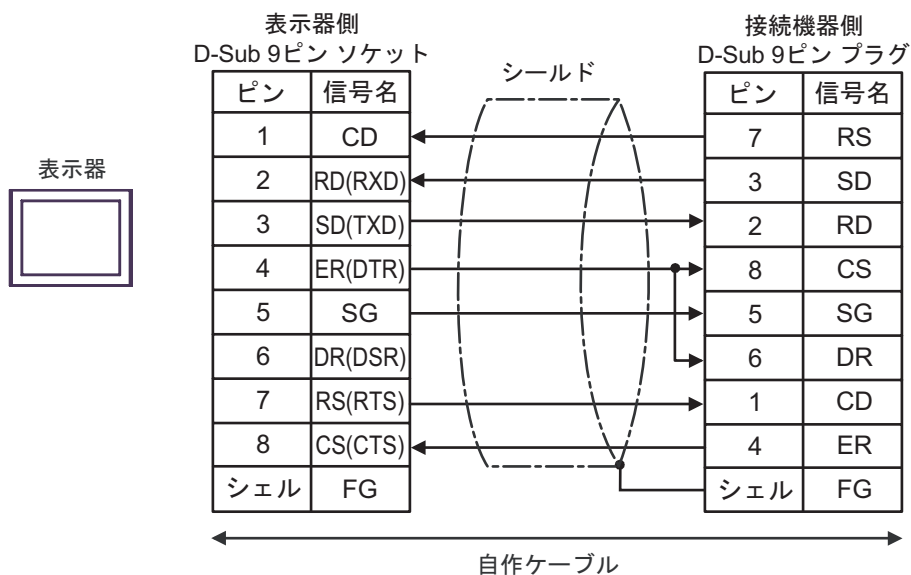 表示器側
D-Sub 9ピン ソケット
接続機器側
D-Sub 9ピン プラグ
シールド
表示器
ピン 信号名
1 CD
2 RD(RXD)
3 SD(TXD)
4 ER(DTR)
5 SG
6 DR(DSR)
7 RS(RTS)
8 CS(CTS)
シェル FG
ピン 信号名
7 RS
3 SD
2 RD
8 CS
5 SG
6 DR
1 CD
4 ER
シェル FG
自作ケーブル